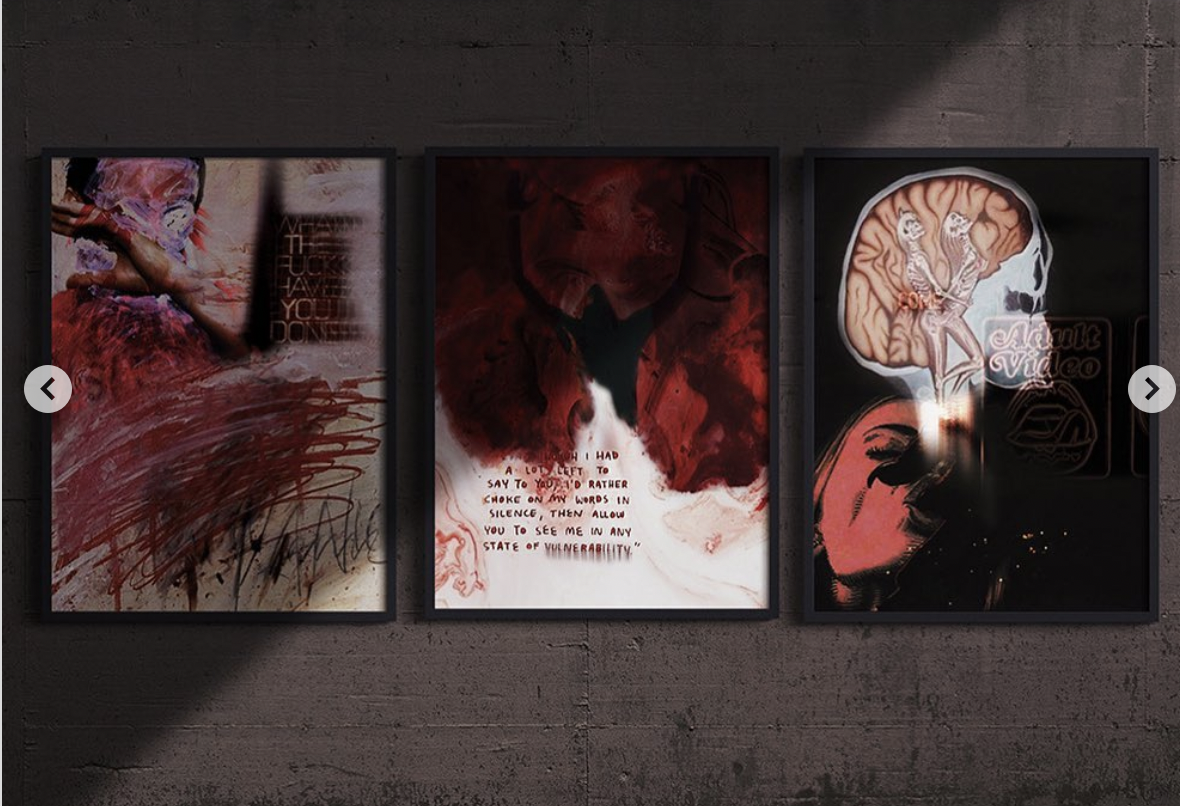 WHAT
THE
FUCK
HAVE
YOU
DONE
I HAD
A LOT LEFT TO
SAY TO YOU, I'D RATHER
CHOKE ON MY WORDS IN
SILENCE, THEN ALLOW
YOU TO SEE ME IN ANY
STATE OF VULNERABILITY."
Adult
Video